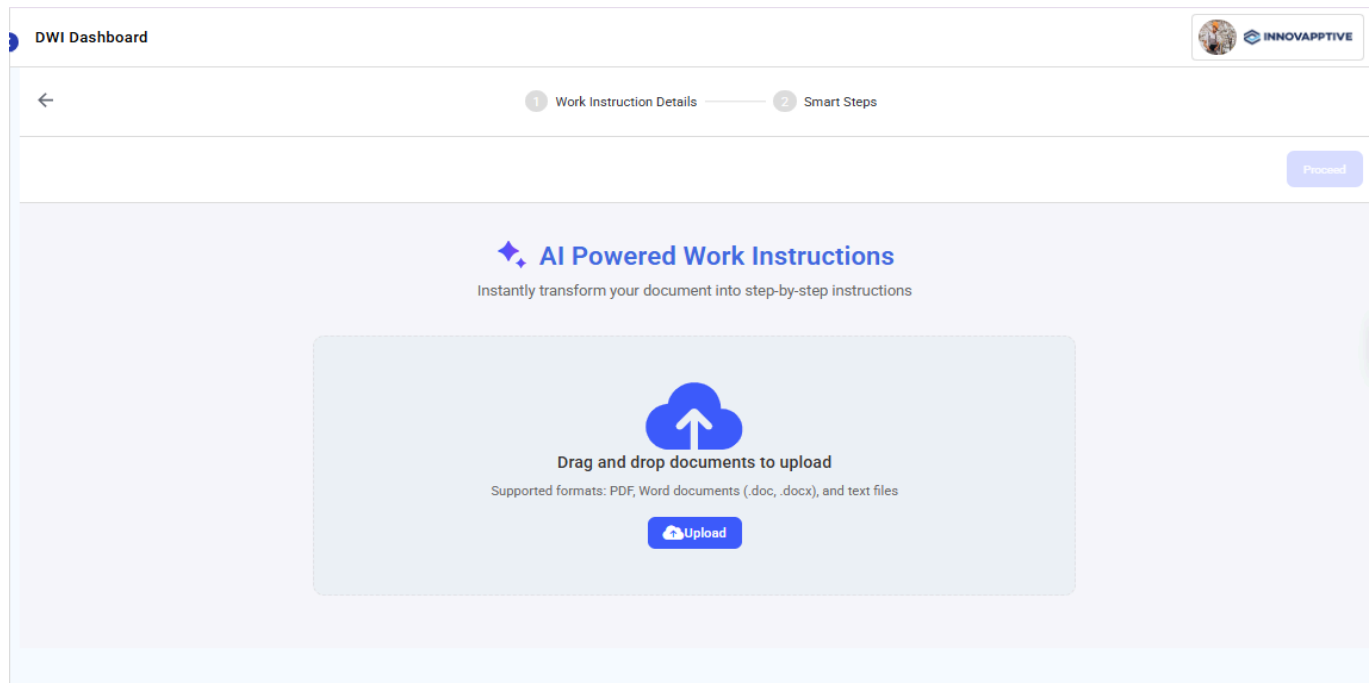 DWI Dashboard
INNOVAPPTIVE
1 Work Instruction Details
2 Smart Steps
Proceed
AI Powered Work Instructions
Instantly transform your document into step-by-step instructions
Drag and drop documents to upload
Supported formats: PDF, Word documents (.doc, .docx), and text files
Upload